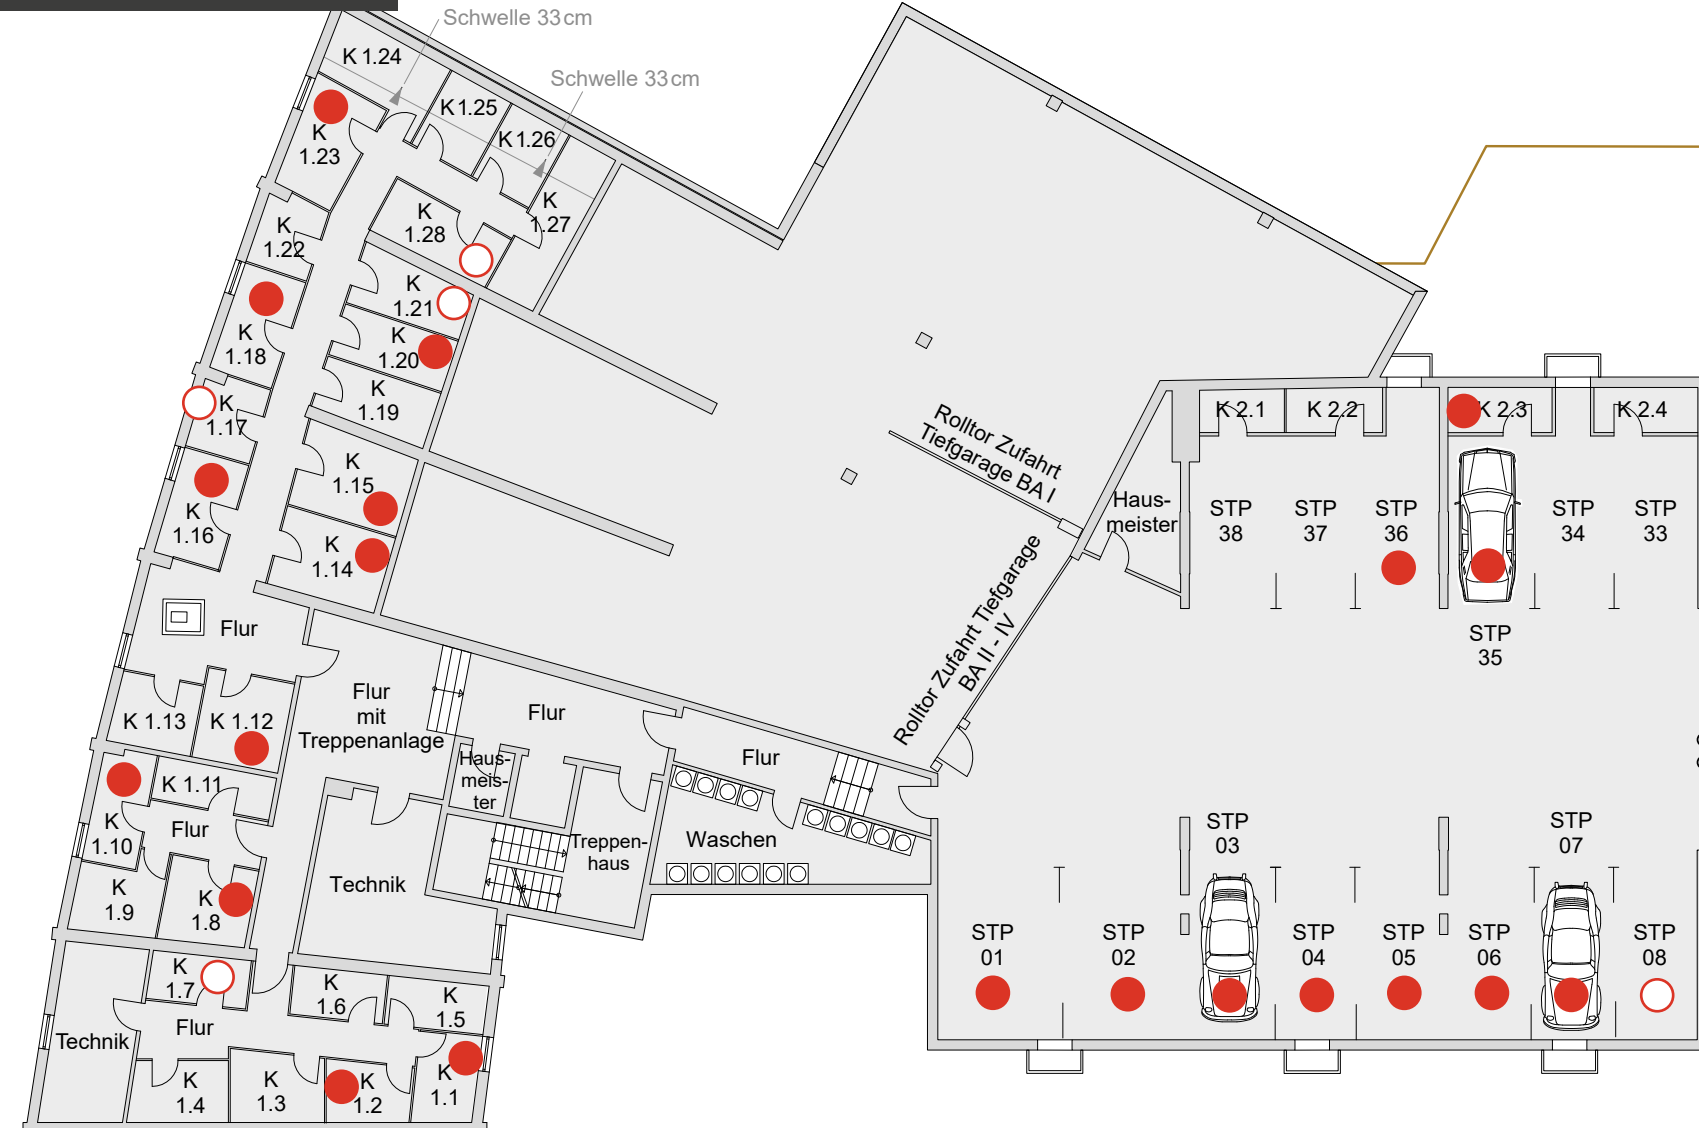 Schwelle 33 cm
K 1.24
Schwelle 33 cm
K 1.25
K 1.26
K
1.23
K
1.27
K
1.28
K
1.22
K
1.21
K
1.18
K
1.20
K
1.19
K
1.17
K
1.15
K
1.16
K
1.14
Rolltor Zufahrt
Tiefgarage BA I
Rolltor Zufahrt Tiefgarage
BA II - IV
Haus-
meister
K 2.1
K 2.2
K 2.3
K 2.4
STP
38
STP
37
STP
36
STP
34
STP
33
STP
35
Flur
Flur
mit
Treppenanlage
Flur
Flur
K 1.13
K 1.12
Haus-
meis-
ter
K 1.11
K
1.10
Flur
Treppen-
haus
Waschen
Technik
K
1.9
K
1.8
STP
03
STP
07
STP
01
STP
02
STP
04
STP
05
STP
06
STP
08
K
1.7
K
1.6
K
1.5
Flur
Technik
K
1.4
K
1.3
K
1.2
K
1.1